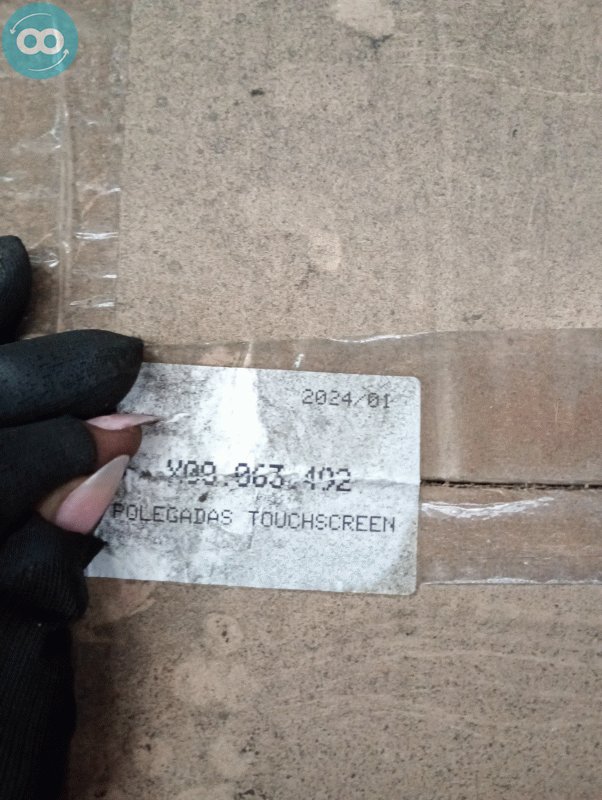 2024/01
X09.063.492
POLEGADAS TOUCHSCREEN